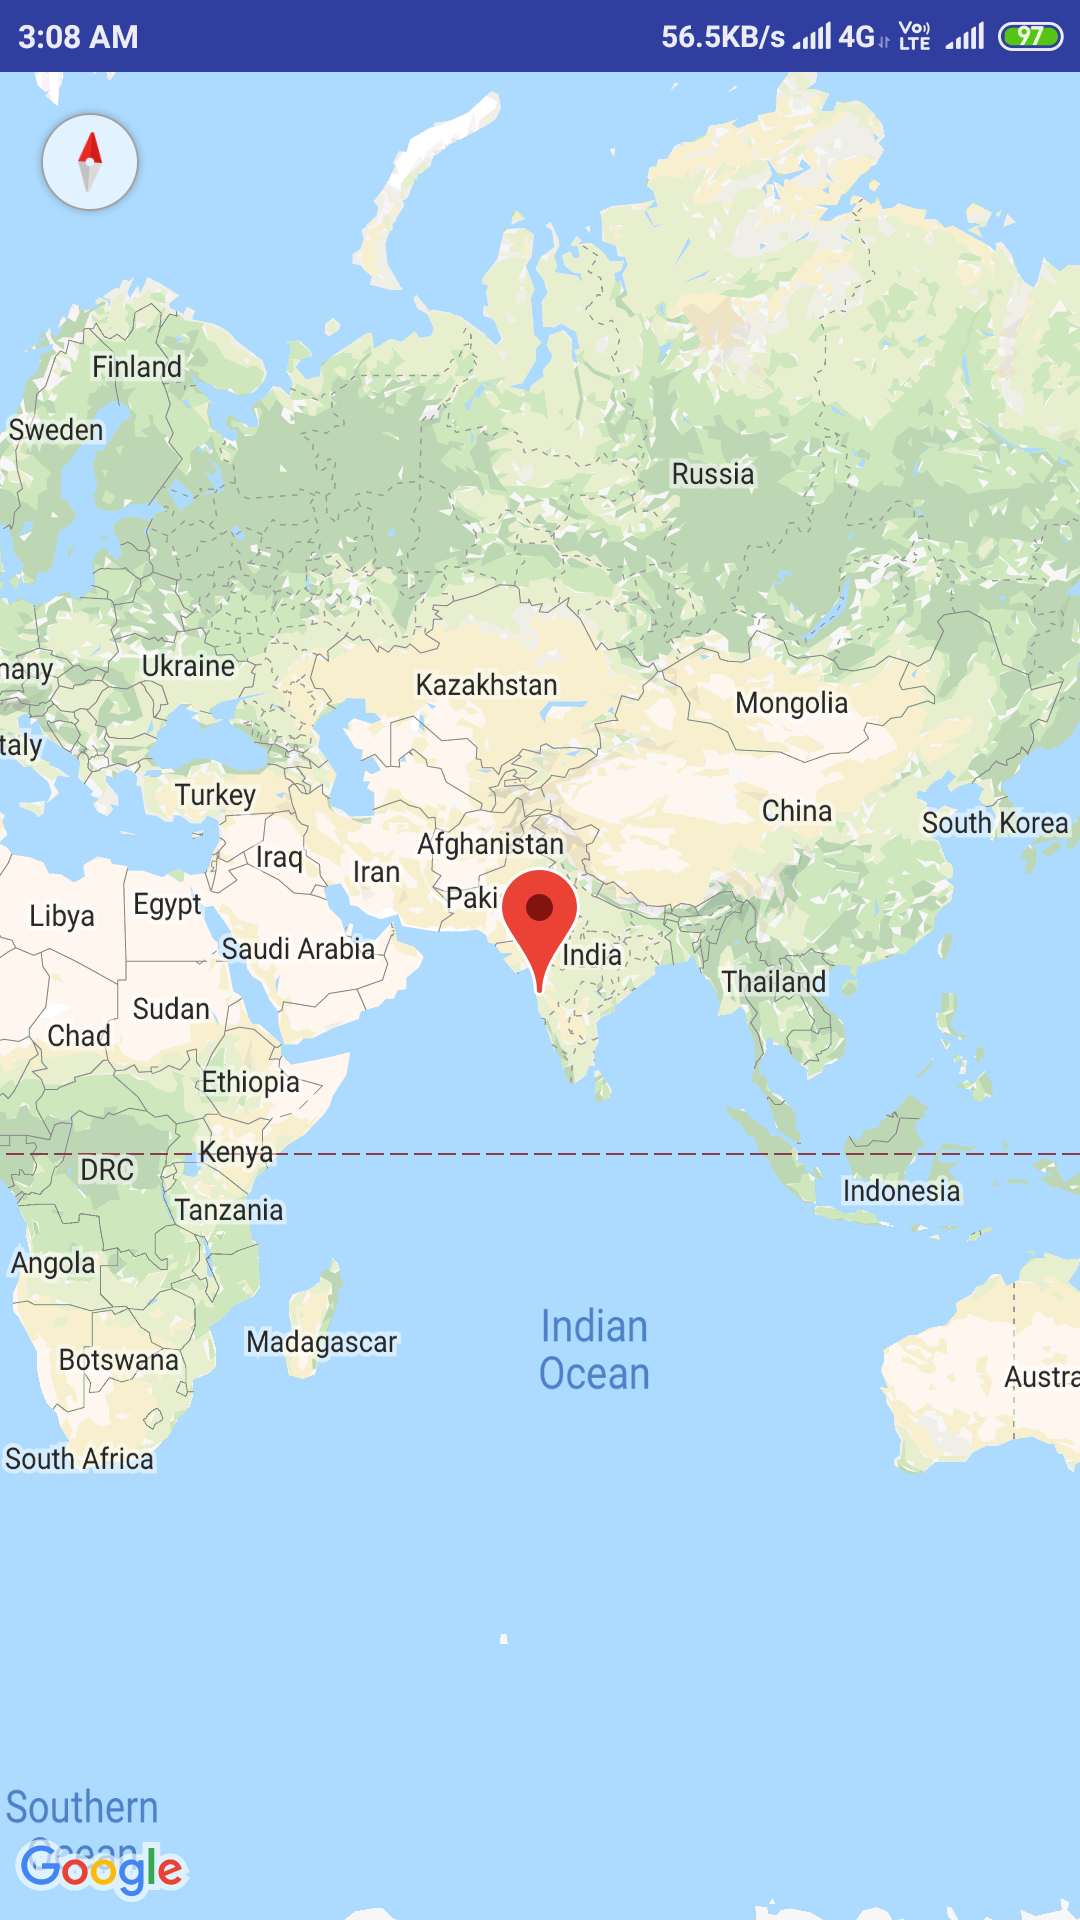 3:08 AM 56.5KB/s 4G Vo LTE 97
Finland
Sweden
Russia
many
Ukraine
Kazakhstan
Mongolia
taly
Turkey
China
South Korea
Afghanistan
Iraq
Iran
Paki
Egypt
Libya
Saudi Arabia
India
Thailand
Sudan
Chad
Ethiopia
Kenya
DRC
Indonesia
Tanzania
Angola
Indian
Ocean
Madagascar
Botswana
Austra
South Africa
Southern
Ocean
Google